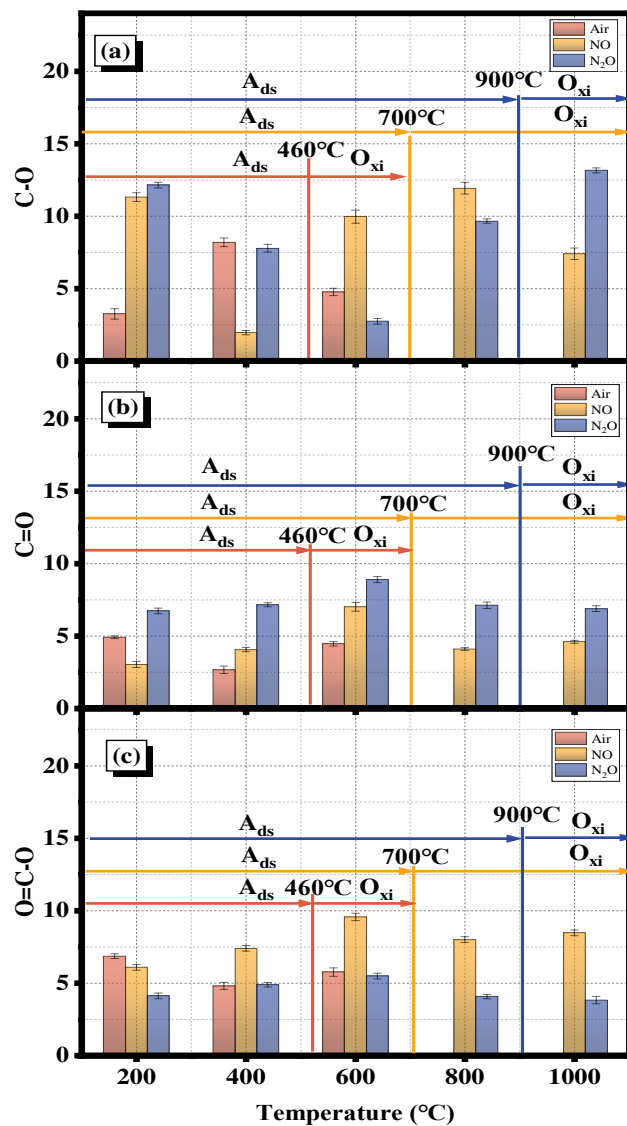 (a)
Air
NO
N₂O
900°C
Ads
Oxi
Ads
700°C
Oxi
Ads
460°C
Oxi
C-O
20
15
10
5
0
(b)
Air
NO
N₂O
900°C
Ads
Oxi
Ads
700°C
Oxi
Ads
460°C
Oxi
C=O
20
15
10
5
0
(c)
Air
NO
N₂O
900°C
Ads
Oxi
Ads
700°C
Oxi
Ads
460°C
Oxi
O=C-O
20
15
10
5
0
200 400 600 800 1000
Temperature (°C)